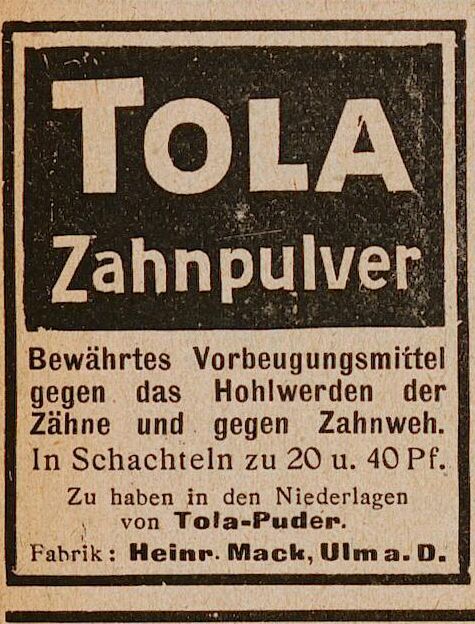 TOLA
Zahnpulver
Bewährtes Vorbeugungsmittel
gegen das Hohlwerden der
Zähne und gegen Zahnweh.
In Schachteln zu 20 u. 40 Pf.
Zu haben in den Niederlagen
von Tola-Puder.
Fabrik: Heinr. Mack, Ulm a. D.